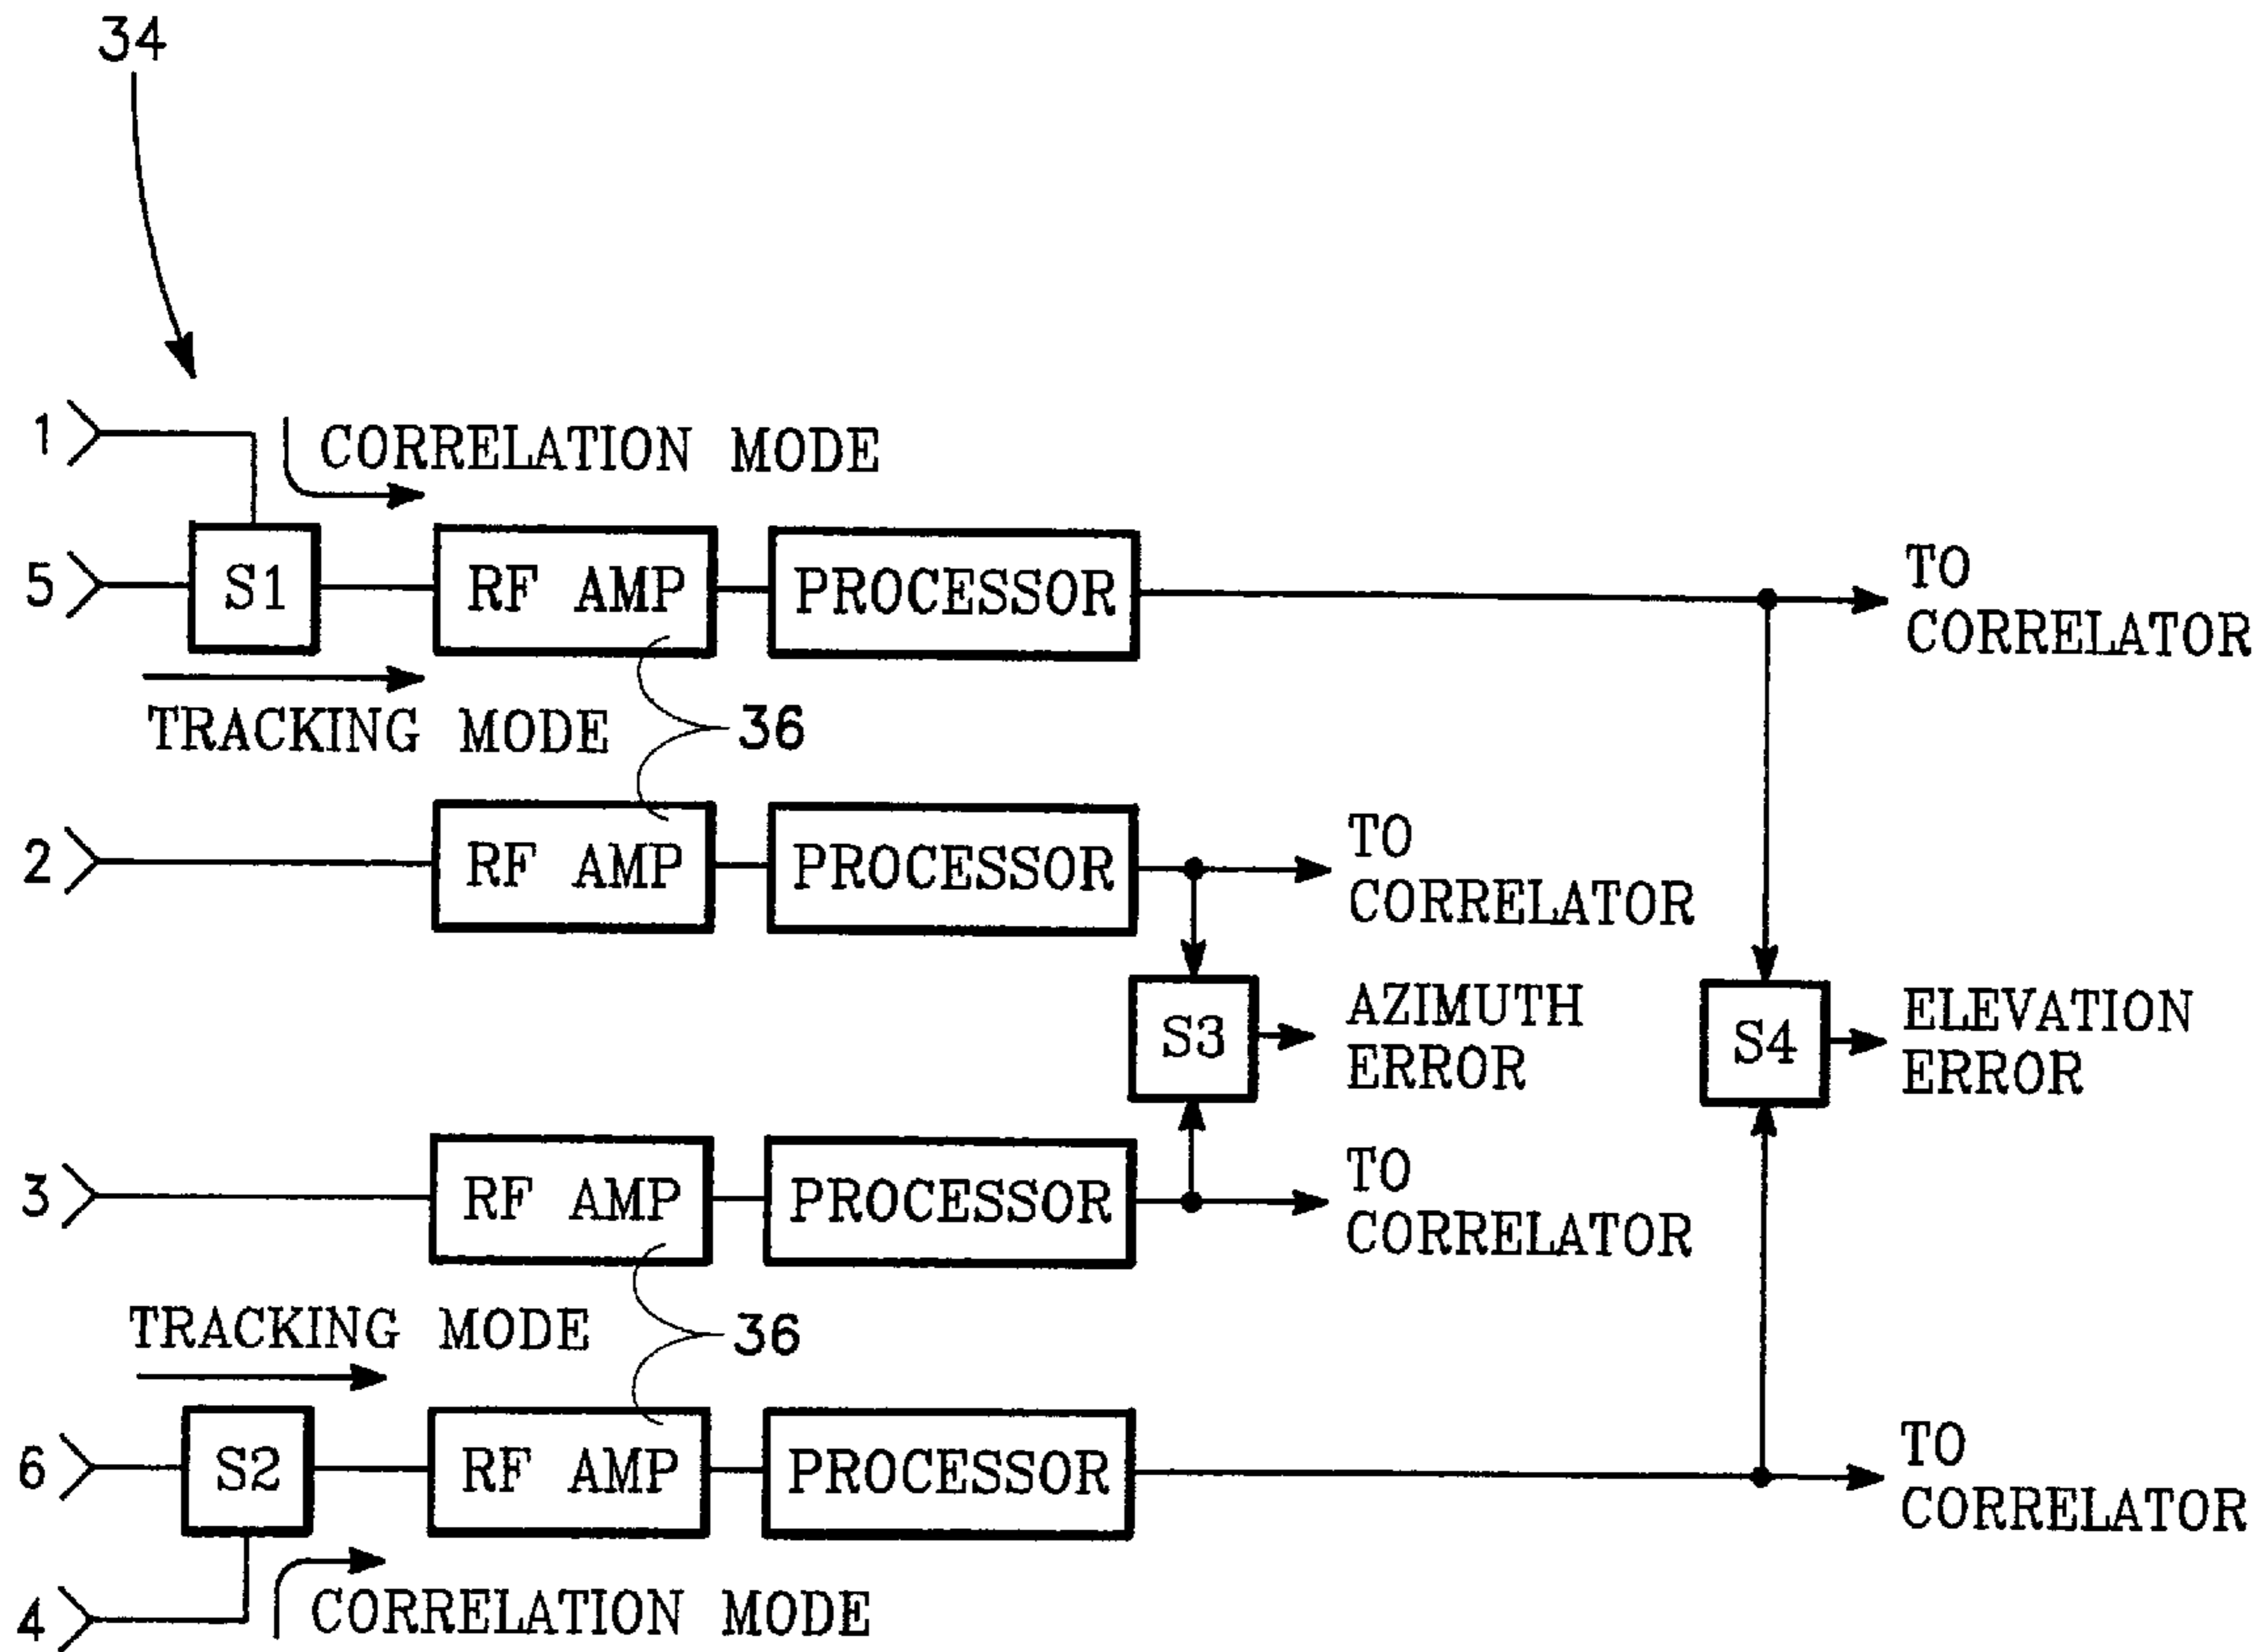 34
1
CORRELATION MODE
5
S1
RF AMP
PROCESSOR
TO
CORRELATOR
TRACKING MODE
36
2
RF AMP
PROCESSOR
TO
CORRELATOR
S3
AZIMUTH
ERROR
S4
ELEVATION
ERROR
3
RF AMP
PROCESSOR
TO
CORRELATOR
TRACKING MODE
36
6
S2
RF AMP
PROCESSOR
TO
CORRELATOR
4
CORRELATION MODE